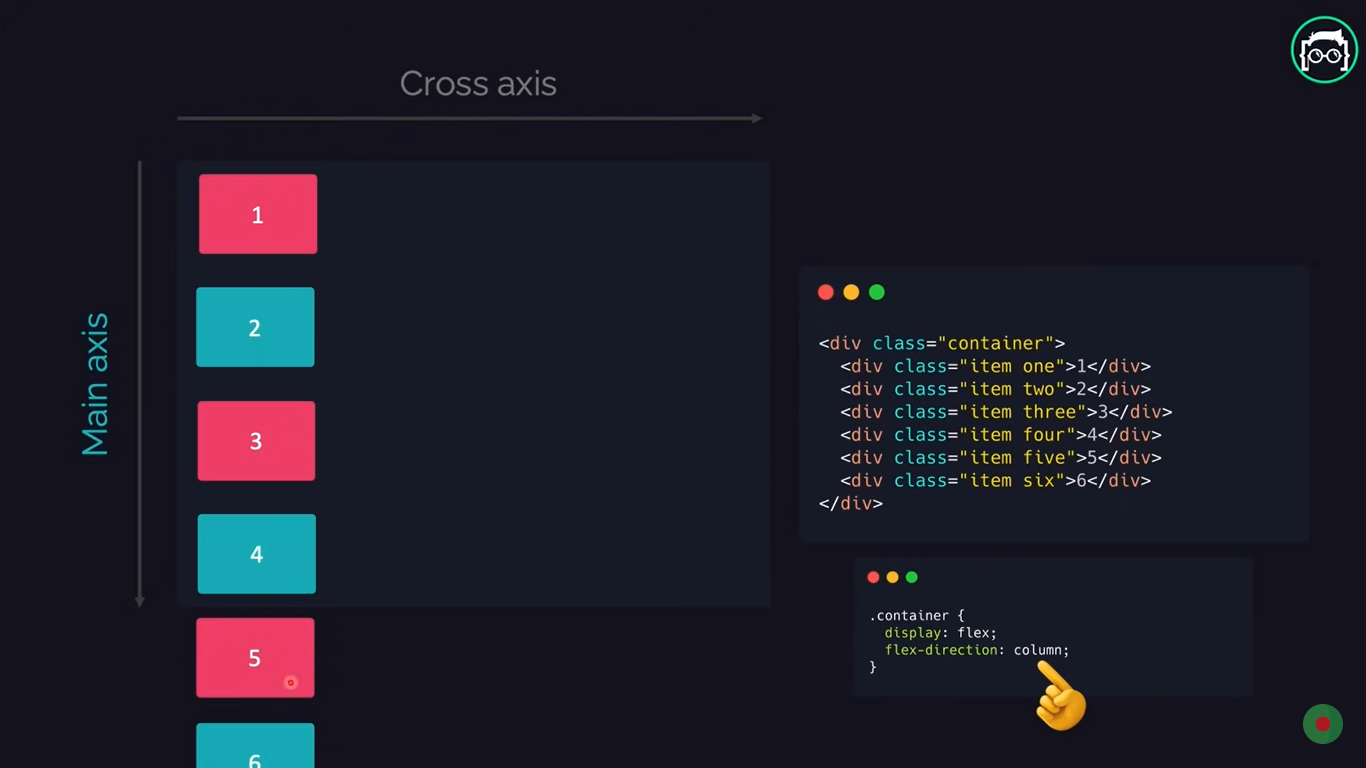 Cross axis
Main axis
1
2
3
4
5
6
<div class="container">
  <div class="item one">1</div>
  <div class="item two">2</div>
  <div class="item three">3</div>
  <div class="item four">4</div>
  <div class="item five">5</div>
  <div class="item six">6</div>
</div>
.container {
  display: flex;
  flex-direction: column;
}